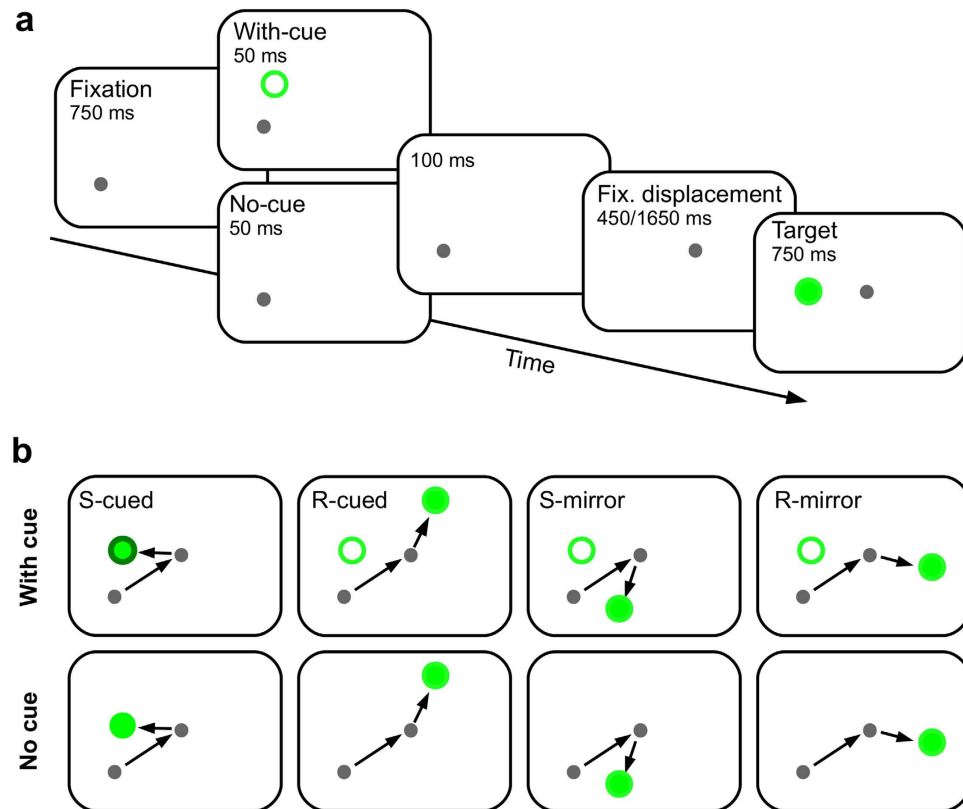 a
With-cue
50 ms
Fixation
750 ms
100 ms
No-cue
50 ms
Fix. displacement
450/1650 ms
Target
750 ms
Time
b
With cue
S-cued
R-cued
S-mirror
R-mirror
No cue